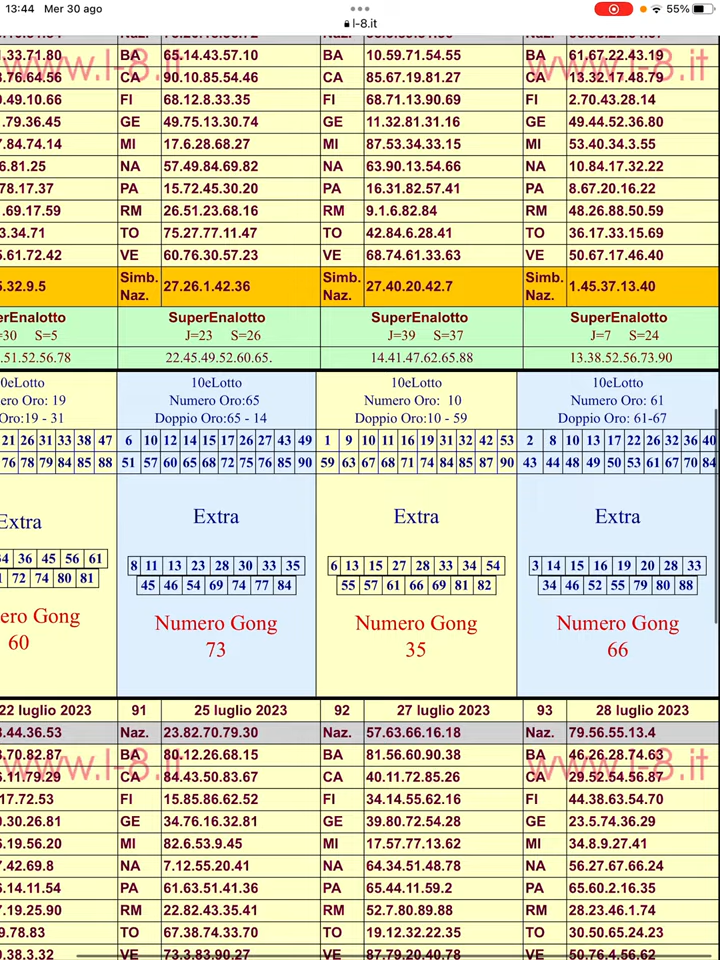 13:44 Mer 30 ago
55%
l-8.it
.33.71.80 BA 65.14.43.57.10 BA 10.59.71.54.55 BA 61.67.22.43.19
.76.64.56 CA 90.10.85.54.46 CA 85.67.19.81.27 CA 13.32.17.48.79
.49.10.66 FI 68.12.8.33.35 FI 68.71.13.90.69 FI 2.70.43.28.14
.79.36.45 GE 49.75.13.30.74 GE 11.32.81.31.16 GE 49.44.52.36.80
.84.74.14 MI 17.6.28.68.27 MI 87.53.34.33.15 MI 53.40.34.3.55
6.81.25 NA 57.49.84.69.82 NA 63.90.13.54.66 NA 10.84.17.32.22
78.17.37 PA 15.72.45.30.20 PA 16.31.82.57.41 PA 8.67.20.16.22
.69.17.59 RM 26.51.23.68.16 RM 9.1.6.82.84 RM 48.26.88.50.59
3.34.71 TO 75.27.77.11.47 TO 42.84.6.28.41 TO 36.17.33.15.69
.61.72.42 VE 60.76.30.57.23 VE 68.74.61.33.63 VE 50.67.17.46.40
.32.9.5 Simb. Naz. 27.26.1.42.36 Simb. Naz. 27.40.20.42.7 Simb. Naz. 1.45.37.13.40
erEnalotto SuperEnalotto SuperEnalotto SuperEnalotto
=30 S=5 J=23 S=26 J=39 S=37 J=7 S=24
.51.52.56.78 22.45.49.52.60.65. 14.41.47.62.65.88 13.38.52.56.73.90
0eLotto 10eLotto 10eLotto 10eLotto
ero Oro: 19 Numero Oro:65 Numero Oro: 10 Numero Oro: 61
Oro:19 - 31 Doppio Oro:65 - 14 Doppio Oro:10 - 59 Doppio Oro: 61-67
21 26 31 33 38 47 6 10 12 14 15 17 26 27 43 49 1 9 10 11 16 19 31 32 42 53 2 8 10 13 17 22 26 32 36 40
76 78 79 84 85 88 51 57 60 65 68 72 75 76 85 90 59 63 67 68 71 74 84 85 87 90 43 44 48 49 50 53 61 67 70 84
Extra Extra Extra Extra
34 36 45 56 61 8 11 13 23 28 30 33 35 6 13 15 27 28 33 34 54 3 14 15 16 19 20 28 33
72 74 80 81 45 46 54 69 74 77 84 55 57 61 66 69 81 82 34 46 52 55 79 80 88
ero Gong Numero Gong Numero Gong Numero Gong
60 73 35 66
22 luglio 2023 91 25 luglio 2023 92 27 luglio 2023 93 28 luglio 2023
.44.36.53 Naz. 23.82.70.79.30 Naz. 57.63.66.16.18 Naz. 79.56.55.13.4
.70.82.87 BA 80.12.26.68.15 BA 81.56.60.90.38 BA 46.26.28.74.63
.11.79.29 CA 84.43.50.83.67 CA 40.11.72.85.26 CA 29.52.54.56.87
17.72.53 FI 15.85.86.62.52 FI 34.14.55.62.16 FI 44.38.63.54.70
.30.26.81 GE 34.76.16.32.81 GE 39.80.72.54.28 GE 23.5.74.36.29
.19.56.20 MI 82.6.53.9.45 MI 17.57.77.13.62 MI 34.8.9.27.41
.42.69.8 NA 7.12.55.20.41 NA 64.34.51.48.78 NA 56.27.67.66.24
.14.11.54 PA 61.63.51.41.36 PA 65.44.11.59.2 PA 65.60.2.16.35
.19.25.90 RM 22.82.43.35.41 RM 52.7.80.89.88 RM 28.23.46.1.74
9.78.83 TO 67.38.74.33.70 TO 19.12.32.22.35 TO 30.50.65.24.23
.38.3.32 VE 73.3.83.90.27 VE 87.79.20.40.78 VE 50.76.4.56.62
www.l-8.it
www.l-8.it
www.l-8.it
www.l-8.it